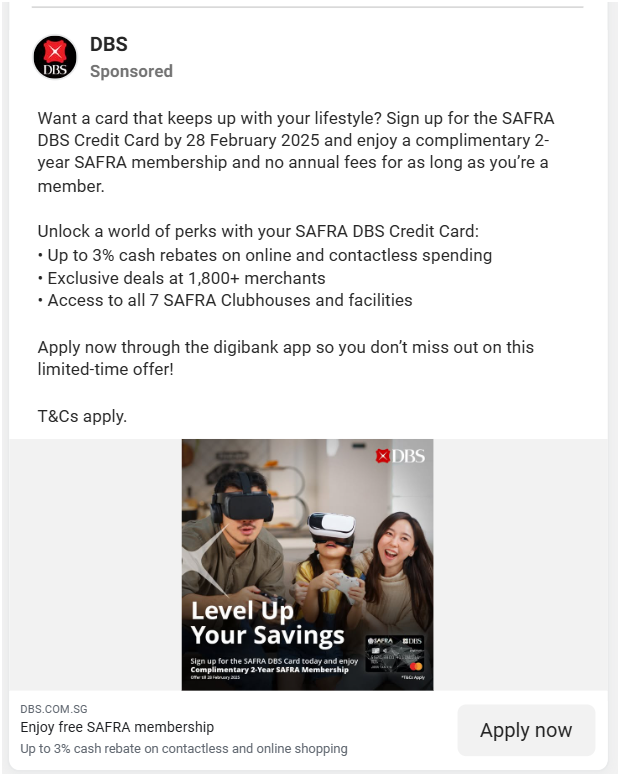 DBS
DBS
Sponsored
Want a card that keeps up with your lifestyle? Sign up for the SAFRA
DBS Credit Card by 28 February 2025 and enjoy a complimentary 2-
year SAFRA membership and no annual fees for as long as you’re a
member.
Unlock a world of perks with your SAFRA DBS Credit Card:
• Up to 3% cash rebates on online and contactless spending
• Exclusive deals at 1,800+ merchants
• Access to all 7 SAFRA Clubhouses and facilities
Apply now through the digibank app so you don’t miss out on this
limited-time offer!
T&Cs apply.
DBS
Level Up
Your Savings
SAFRA DBS
Sign up for the SAFRA DBS Card today and enjoy
Complimentary 2-Year SAFRA Membership
Offer till 28 February 2025
*T&Cs Apply
DBS.COM.SG
Enjoy free SAFRA membership
Up to 3% cash rebate on contactless and online shopping
Apply now